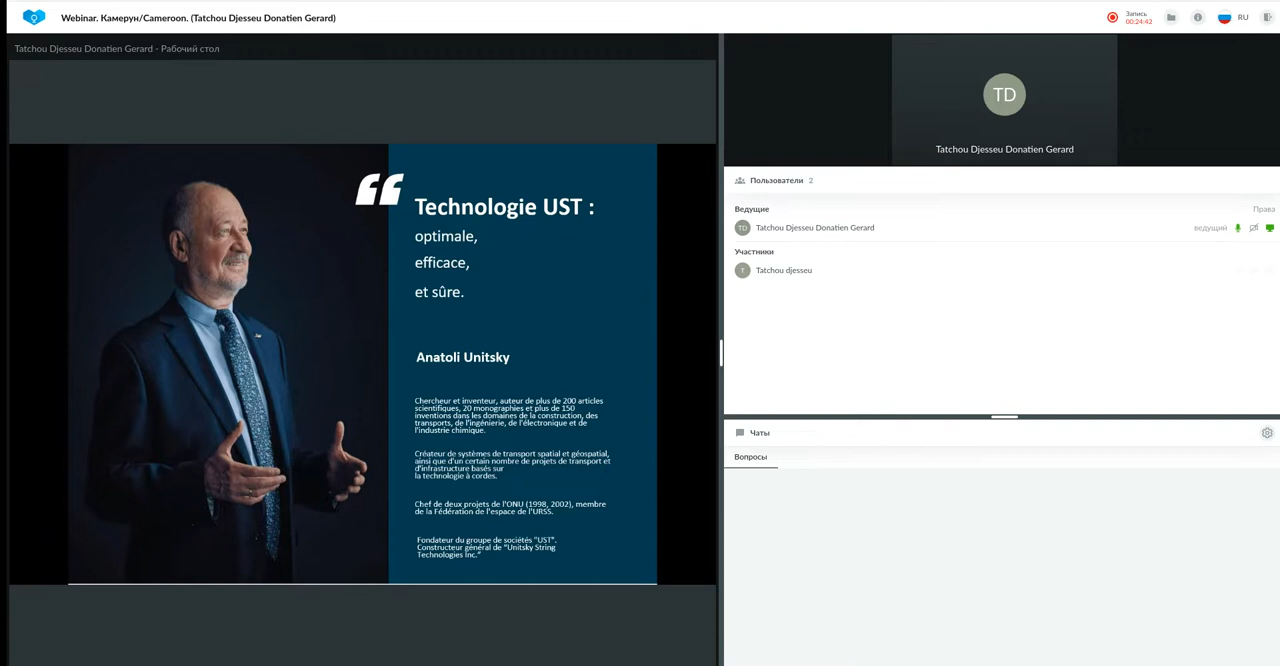 Webinar. Камерун/Cameroon. (Tatchou Djesseu Donatien Gerard)
Запись
00:24:42
RU
Tatchou Djesseu Donatien Gerard - Рабочий стол
“
Technologie UST :
optimale,
efficace,
et sûre.
Anatoli Unitsky
Chercheur et inventeur, auteur de plus de 200 articles
scientifiques, 20 monographies et plus de 150
inventions dans les domaines de la construction, des
transports, de l'ingénierie, de l'électronique et de
l'industrie chimique.
Créateur de systèmes de transport spatial et géospatial,
ainsi que d'un certain nombre de projets de transport et
d'infrastructure basés sur
la technologie à cordes.
Chef de deux projets de l'ONU (1998, 2002), membre
de la Fédération de l'espace de l'URSS.
Fondateur du groupe de sociétés "UST".
Constructeur général de "Unitsky String
Technologies Inc."
TD
Tatchou Djesseu Donatien Gerard
Пользователи 2
Ведущие Права
TD Tatchou Djesseu Donatien Gerard ведущий
Участники
T Tatchou djesseu
Чаты
Вопросы